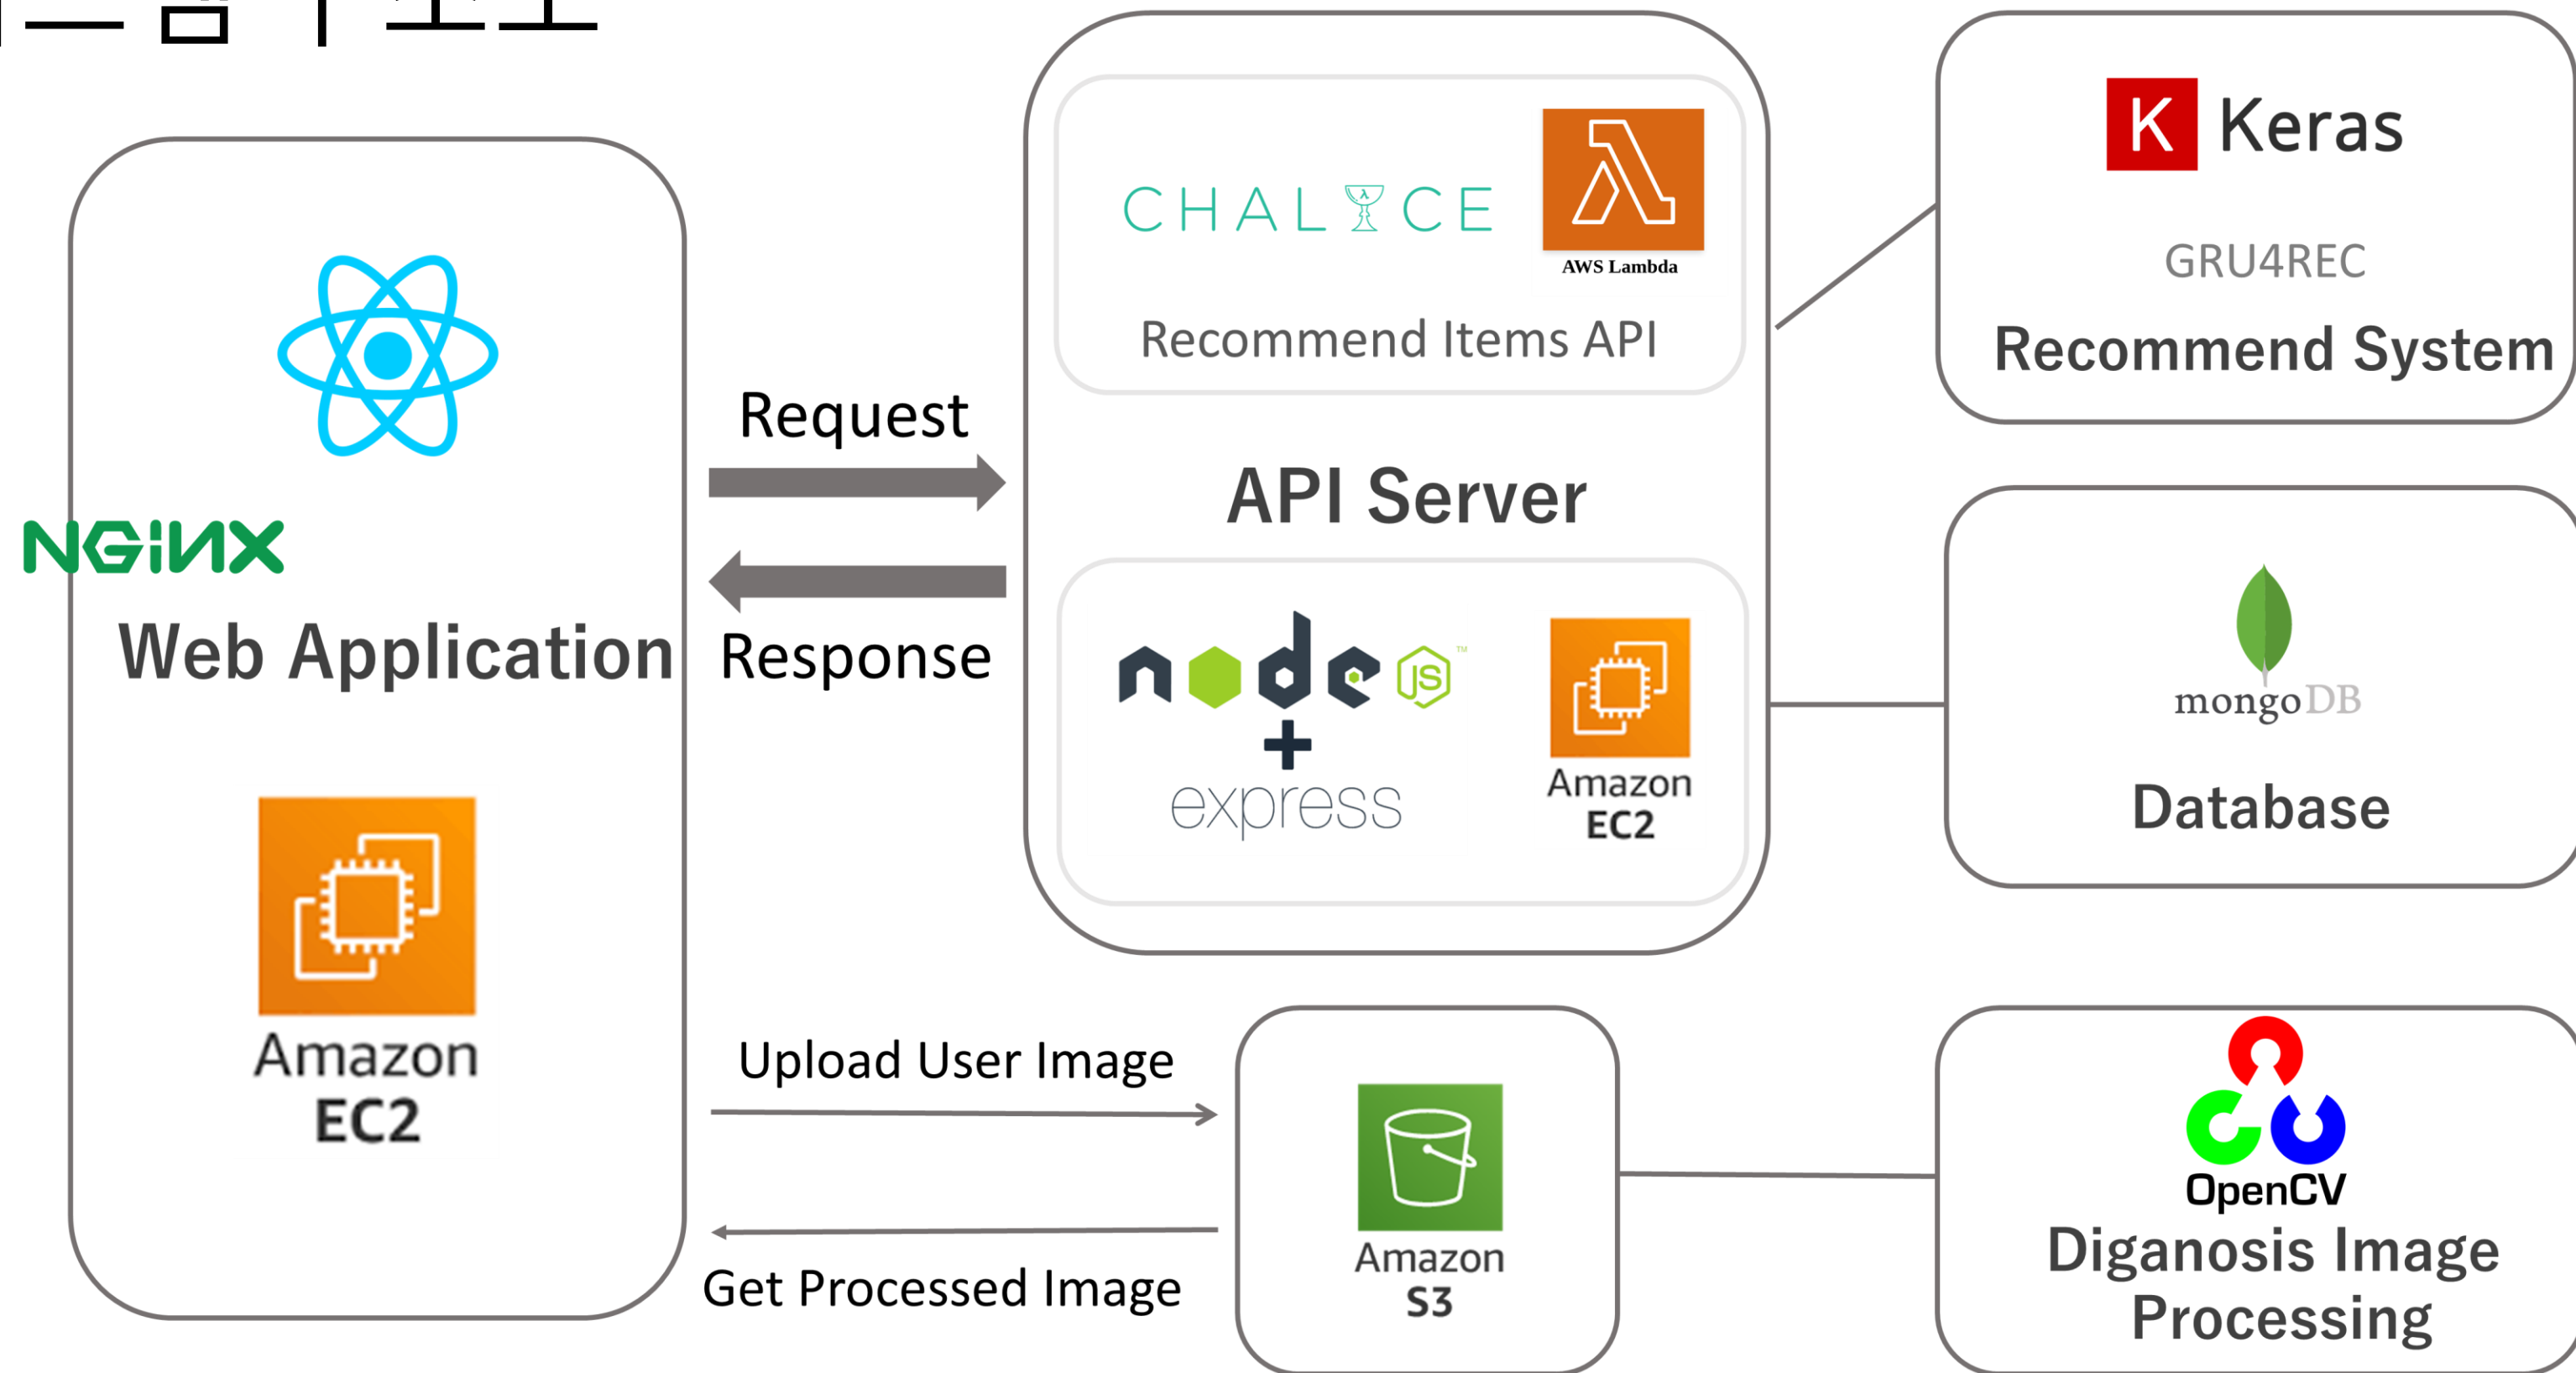 NGINX
Web Application
Amazon
EC2
Request
Response
Upload User Image
Get Processed Image
CHALICE
AWS Lambda
Recommend Items API
API Server
node JS
TM
+
express
Amazon
EC2
Amazon
S3
K Keras
GRU4REC
Recommend System
mongoDB
Database
OpenCV
Diganosis Image
Processing